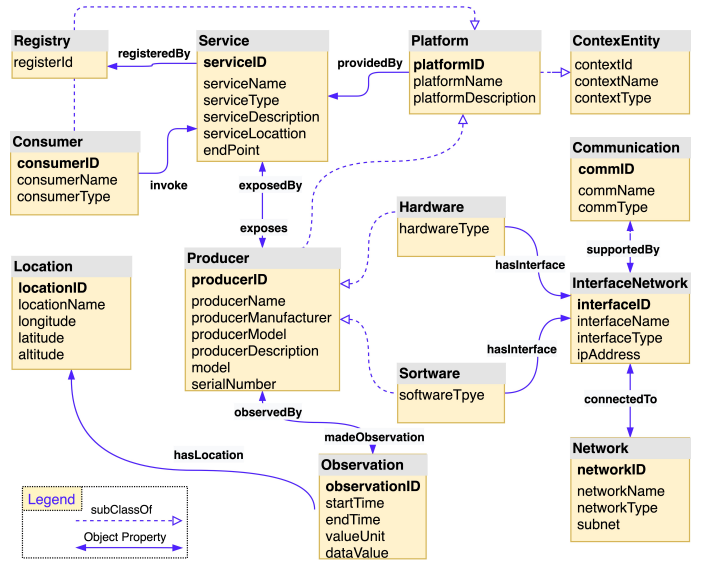 Registry
registerId
registeredBy
Service
serviceID
serviceName
serviceType
serviceDescription
serviceLocattion
endPoint
providedBy
Platform
platformID
platformName
platformDescription
ContexEntity
contextId
contextName
contextType
Consumer
consumerID
consumerName
consumerType
invoke
exposedBy
exposes
Communication
commID
commName
commType
supportedBy
Hardware
hardwareType
hasInterface
Location
locationID
locationName
longitude
latitude
altitude
Producer
producerID
producerName
producerManufacturer
producerModel
producerDescription
model
serialNumber
InterfaceNetwork
interfaceID
interfaceName
interfaceType
ipAddress
hasInterface
Sortware
softwareTpye
connectedTo
observedBy
madeObservation
hasLocation
Observation
observationID
startTime
endTime
valueUnit
dataValue
Network
networkID
networkName
networkType
subnet
Legend
subClassOf
Object Property